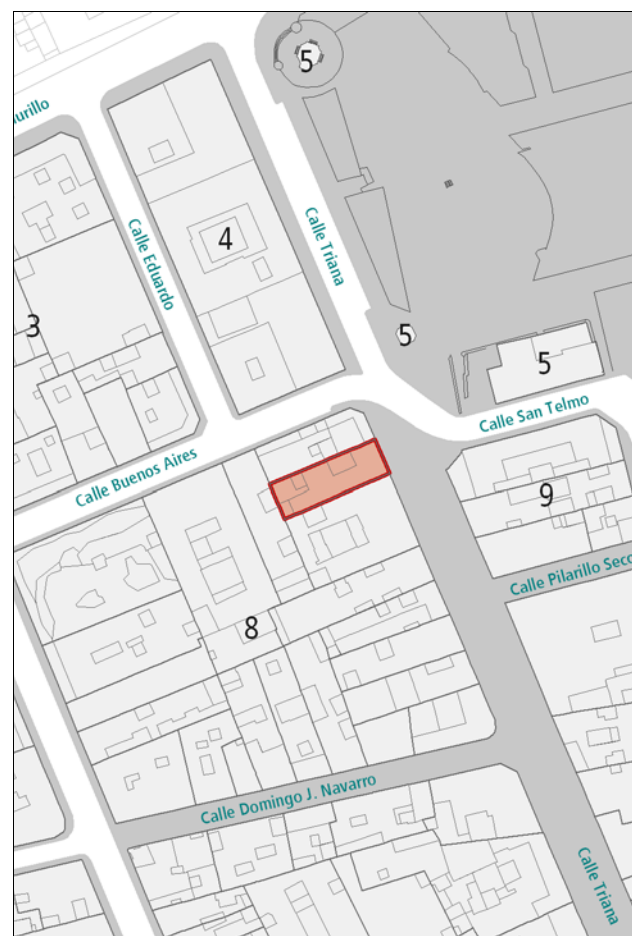 5
urillo
Calle Eduardo
4
Calle Triana
3
5
5
Calle San Telmo
Calle Buenos Aires
9
Calle Pilarillo Seco
8
Calle Domingo J. Navarro
Calle Triana